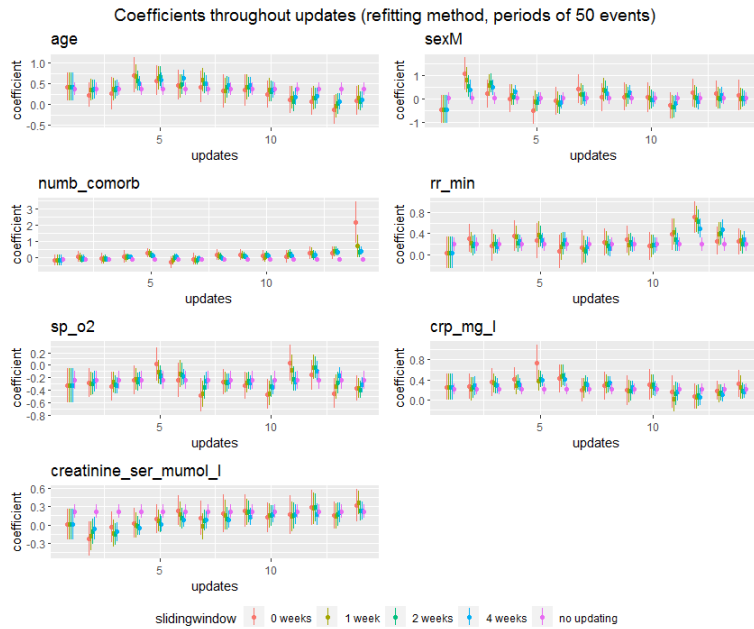 Coefficients throughout updates (refitting method, periods of 50 events)
age
coefficient
1.0
0.5
0.0
-0.5
5
10
updates
sexM
coefficient
1
0
-1
5
10
updates
numb_comorb
coefficient
3
2
1
0
5
10
updates
rr_min
coefficient
0.8
0.4
0.0
5
10
updates
sp_o2
coefficient
0.2
0.0
-0.2
-0.4
-0.6
-0.8
5
10
updates
crp_mg_l
coefficient
0.8
0.4
0.0
5
10
updates
creatinine_ser_mumol_l
coefficient
0.6
0.3
0.0
-0.3
5
10
updates
slidingwindow 0 weeks 1 week 2 weeks 4 weeks no updating